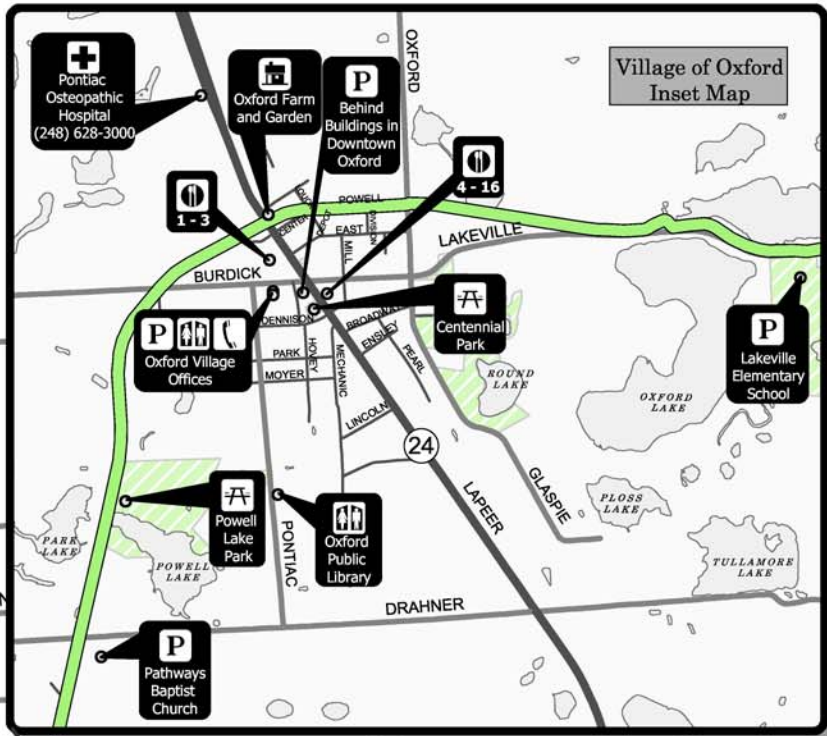 Village of Oxford
Inset Map
OXFORD
Pontiac
Osteopathic
Hospital
(248) 628-3000
Oxford Farm
and Garden
P
Behind
Buildings in
Downtown
Oxford
1 - 3
4 - 16
POWELL
CENTER
DEPOT
DIVISION
EAST
MILL
LAKEVILLE
BURDICK
DENNISON
BROADWAY
ENSLEY
PEARL
PARK
HOVEY
MECHANIC
MOYER
LINCOLN
P
Oxford Village
Offices
Centennial
Park
P
Lakeville
Elementary
School
ROUND
LAKE
OXFORD
LAKE
24
LAPEER
GLASPIE
PLOSS
LAKE
TULLAMORE
LAKE
PARK
LAKE
POWELL
LAKE
Powell
Lake
Park
PONTIAC
Oxford
Public
Library
DRAHNER
P
Pathways
Baptist
Church